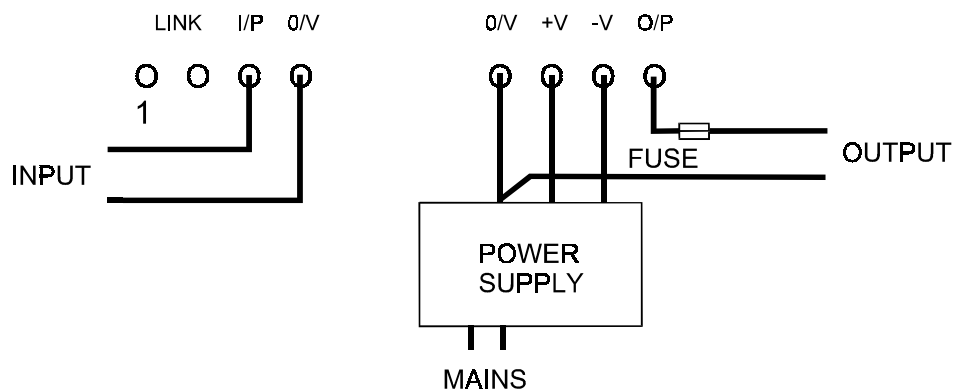 LINK I/P 0/V 0/V +V -V O/P
1
INPUT
FUSE
OUTPUT
POWER
SUPPLY
MAINS